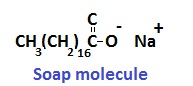 C
=
CH3(CH2)16C-O- Na+
Soap molecule